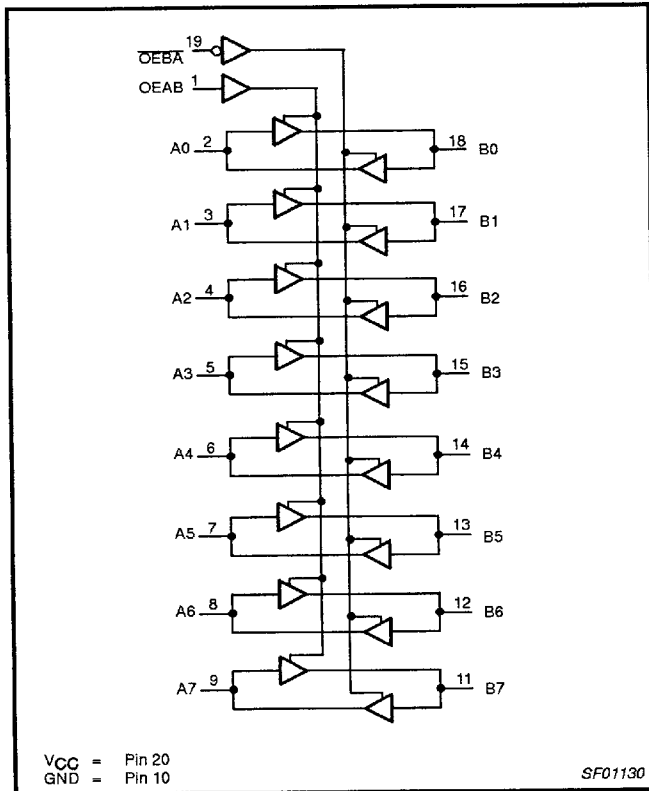 OEBA 19
OEAB 1
A0 2 18 B0
A1 3 17 B1
A2 4 16 B2
A3 5 15 B3
A4 6 14 B4
A5 7 13 B5
A6 8 12 B6
A7 9 11 B7
VCC = Pin 20
GND = Pin 10
SF01130